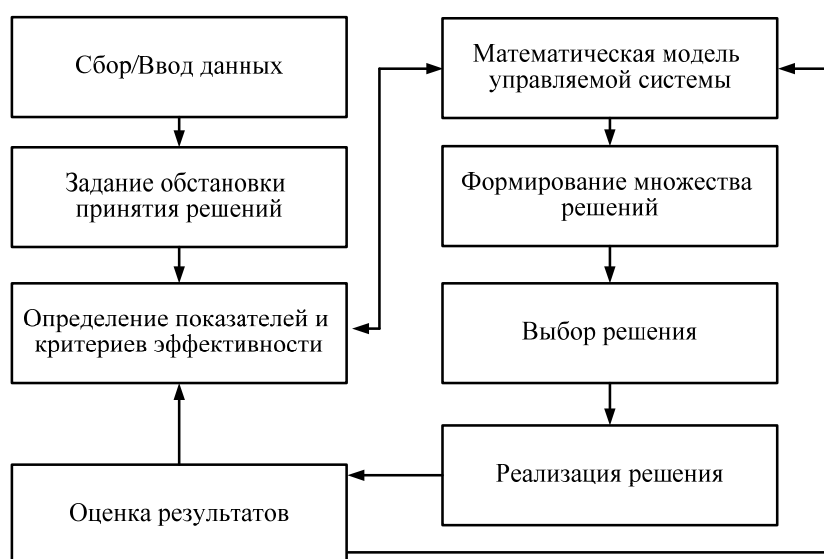 Сбор/Ввод данных
Задание обстановки
принятия решений
Определение показателей и
критериев эффективности
Оценка результатов
Математическая модель
управляемой системы
Формирование множества
решений
Выбор решения
Реализация решения